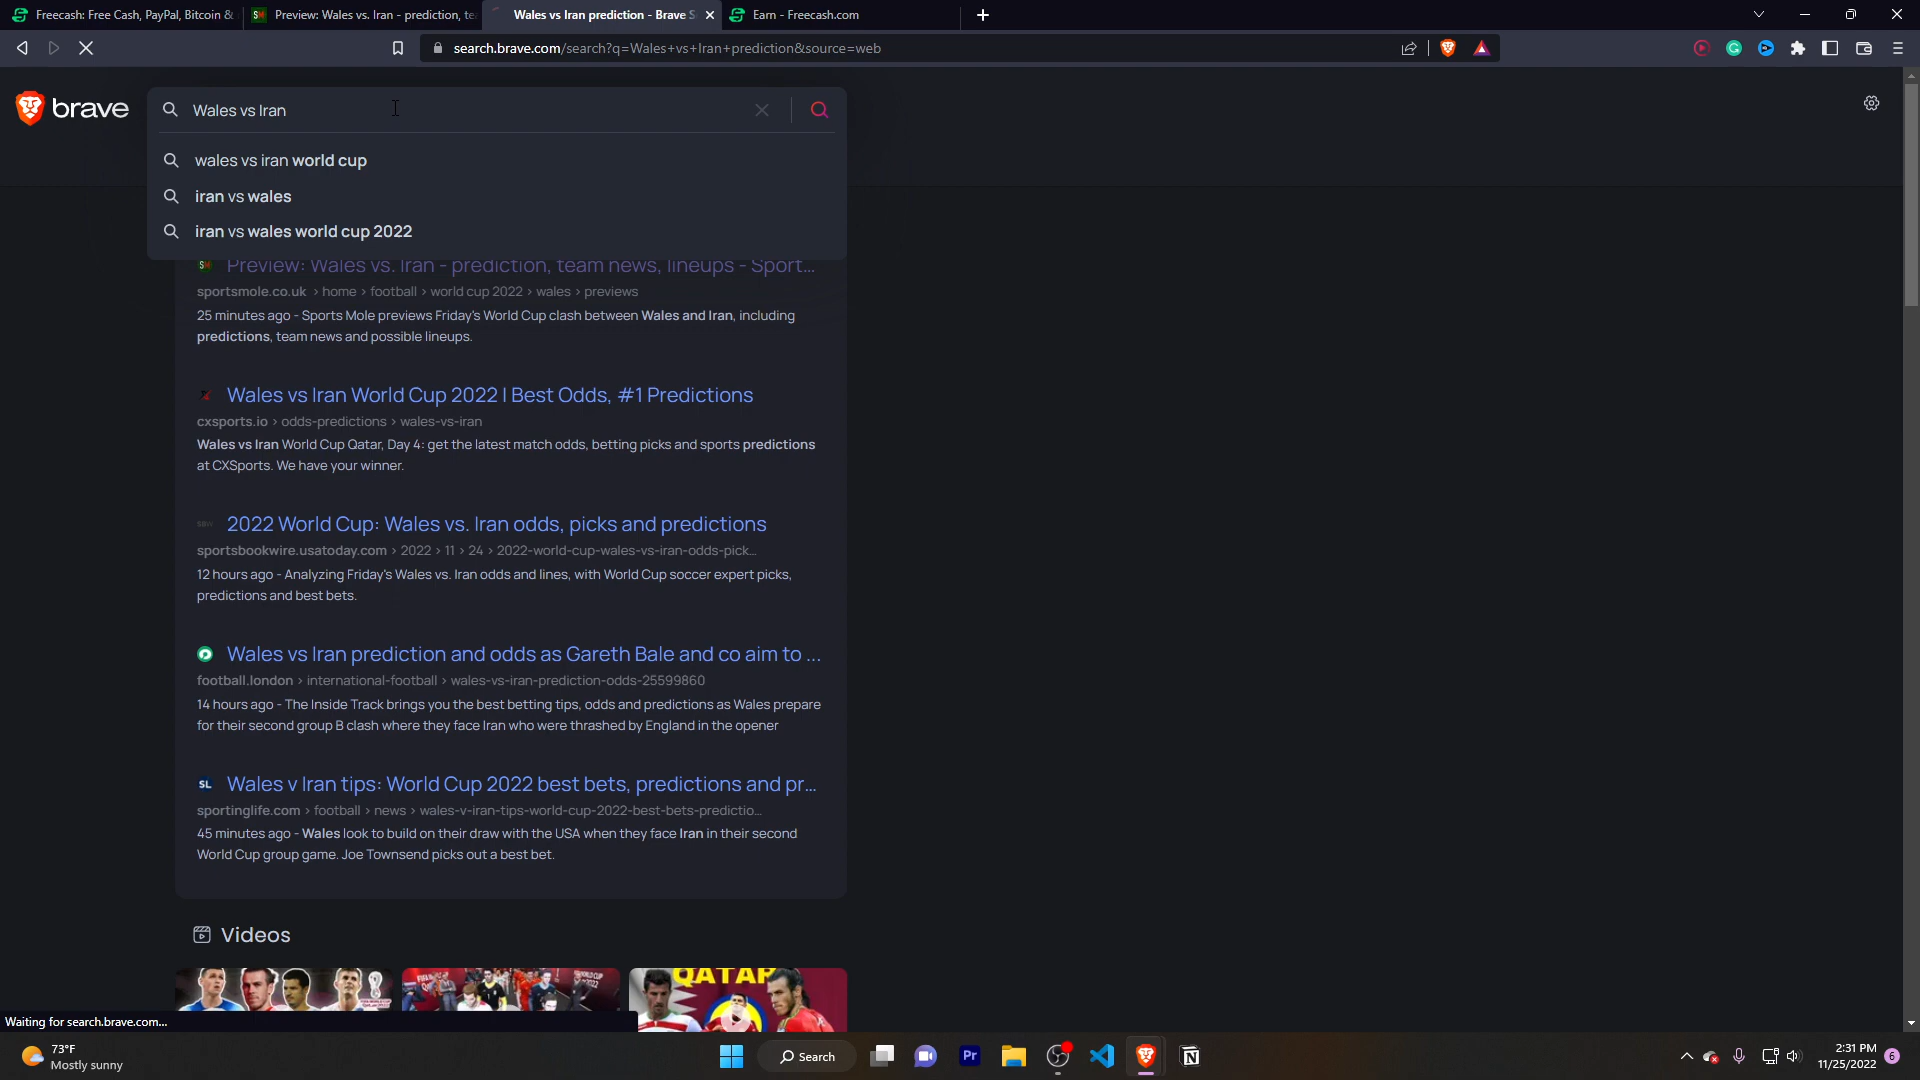 Freecash: Free Cash, PayPal, Bitcoin &
Preview: Wales vs. Iran - prediction, te
Wales vs Iran prediction - Brave S
Earn - Freecash.com
search.brave.com/search?q=Wales+vs+Iran+prediction&source=web
brave
Wales vs Iran
wales vs iran world cup
iran vs wales
iran vs wales world cup 2022
SM Preview: Wales vs. Iran - prediction, team news, lineups - Sport...
sportsmole.co.uk › home › football › world cup 2022 › wales › previews
25 minutes ago - Sports Mole previews Friday's World Cup clash between Wales and Iran, including
predictions, team news and possible lineups.
Wales vs Iran World Cup 2022 | Best Odds, #1 Predictions
cxsports.io › odds-predictions › wales-vs-iran
Wales vs Iran World Cup Qatar, Day 4: get the latest match odds, betting picks and sports predictions
at CXSports. We have your winner.
SBW 2022 World Cup: Wales vs. Iran odds, picks and predictions
sportsbookwire.usatoday.com › 2022 › 11 › 24 › 2022-world-cup-wales-vs-iran-odds-pick...
12 hours ago - Analyzing Friday's Wales vs. Iran odds and lines, with World Cup soccer expert picks,
predictions and best bets.
Wales vs Iran prediction and odds as Gareth Bale and co aim to ...
football.london › international-football › wales-vs-iran-prediction-odds-25599860
14 hours ago - The Inside Track brings you the best betting tips, odds and predictions as Wales prepare
for their second group B clash where they face Iran who were thrashed by England in the opener
SL Wales v Iran tips: World Cup 2022 best bets, predictions and pr...
sportinglife.com › football › news › wales-v-iran-tips-world-cup-2022-best-bets-predictio...
45 minutes ago - Wales look to build on their draw with the USA when they face Iran in their second
World Cup group game. Joe Townsend picks out a best bet.
Videos
QATAR
Waiting for search.brave.com...
73°F
Mostly sunny
Search
Pr
2:31 PM
11/25/2022
6